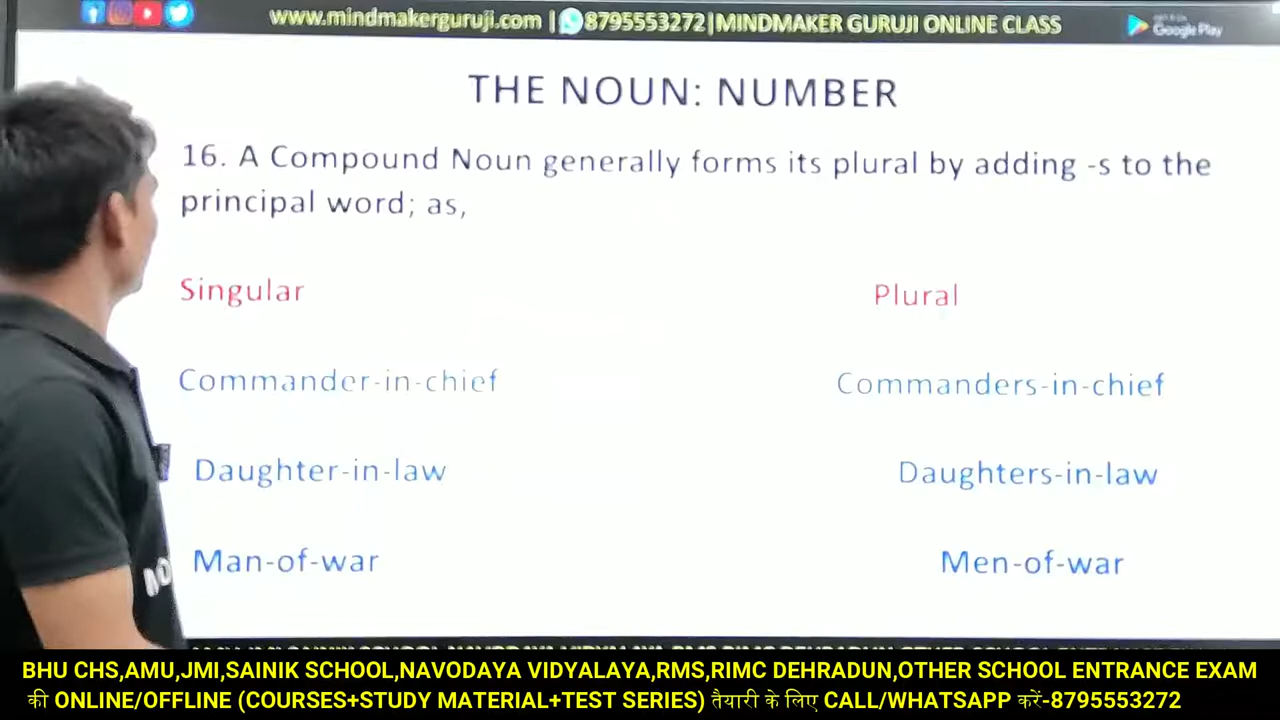 www.mindmakerguruji.com | 8795553272|MINDMAKER GURUJI ONLINE CLASS
Google Play
THE NOUN: NUMBER
16. A Compound Noun generally forms its plural by adding -s to the
principal word; as,
Singular Plural
Commander-in-chief Commanders-in-chief
Daughter-in-law Daughters-in-law
Man-of-war Men-of-war
BHU CHS,AMU,JMI,SAINIK SCHOOL,NAVODAYA VIDYALAYA,RMS,RIMC DEHRADUN,OTHER SCHOOL ENTRANCE EXAM
की ONLINE/OFFLINE (COURSES+STUDY MATERIAL+TEST SERIES) तैयारी के लिए CALL/WHATSAPP करें-8795553272